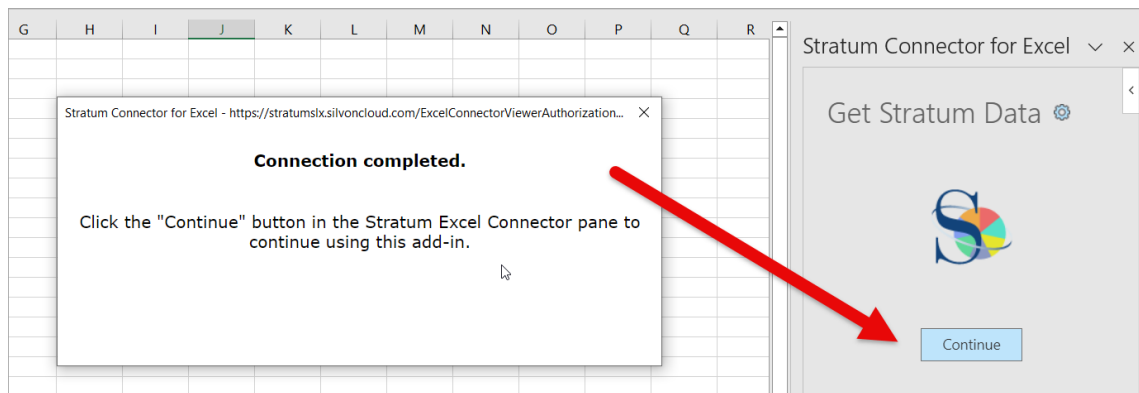 G H I J K L M N O P Q R
Stratum Connector for Excel
Get Stratum Data
Stratum Connector for Excel - https://stratumslx.silvoncloud.com/ExcelConnectorViewerAuthorization...
Connection completed.
Click the "Continue" button in the Stratum Excel Connector pane to
continue using this add-in.
S
Continue